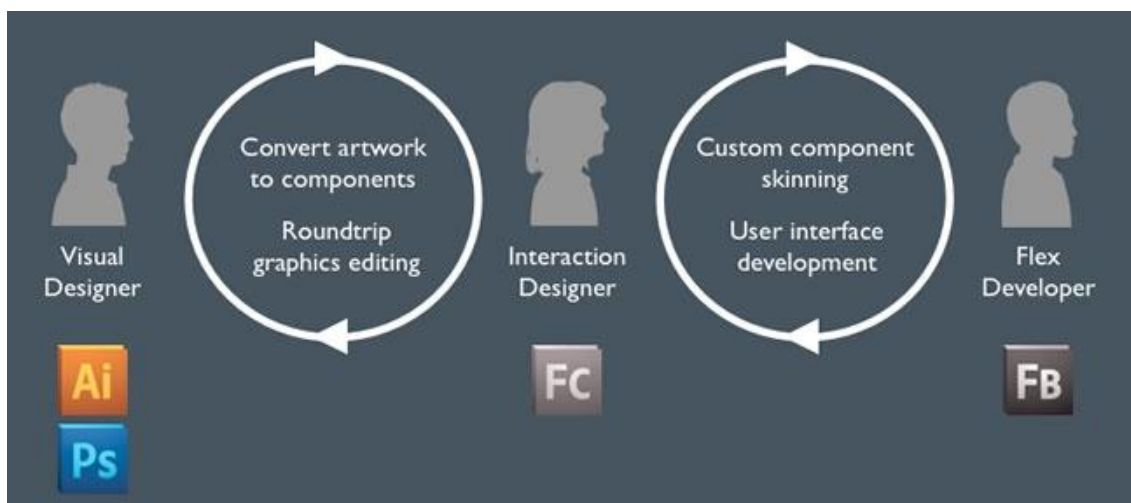 Visual
Designer
Ai
Ps
Convert artwork
to components
Roundtrip
graphics editing
Interaction
Designer
Fc
Custom component
skinning
User interface
development
Flex
Developer
FB